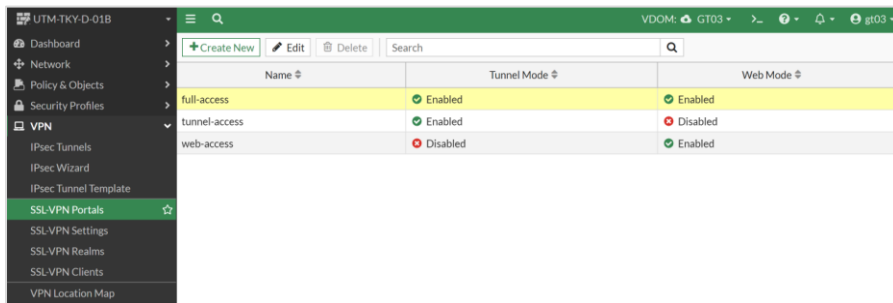 UTM-TKY-D-01B
VDOM: GT03
gt03
Dashboard
Network
Policy & Objects
Security Profiles
VPN
IPsec Tunnels
IPsec Wizard
IPsec Tunnel Template
SSL-VPN Portals
SSL-VPN Settings
SSL-VPN Realms
SSL-VPN Clients
VPN Location Map
+Create New Edit Delete Search
Name Tunnel Mode Web Mode
full-access Enabled Enabled
tunnel-access Enabled Disabled
web-access Disabled Enabled